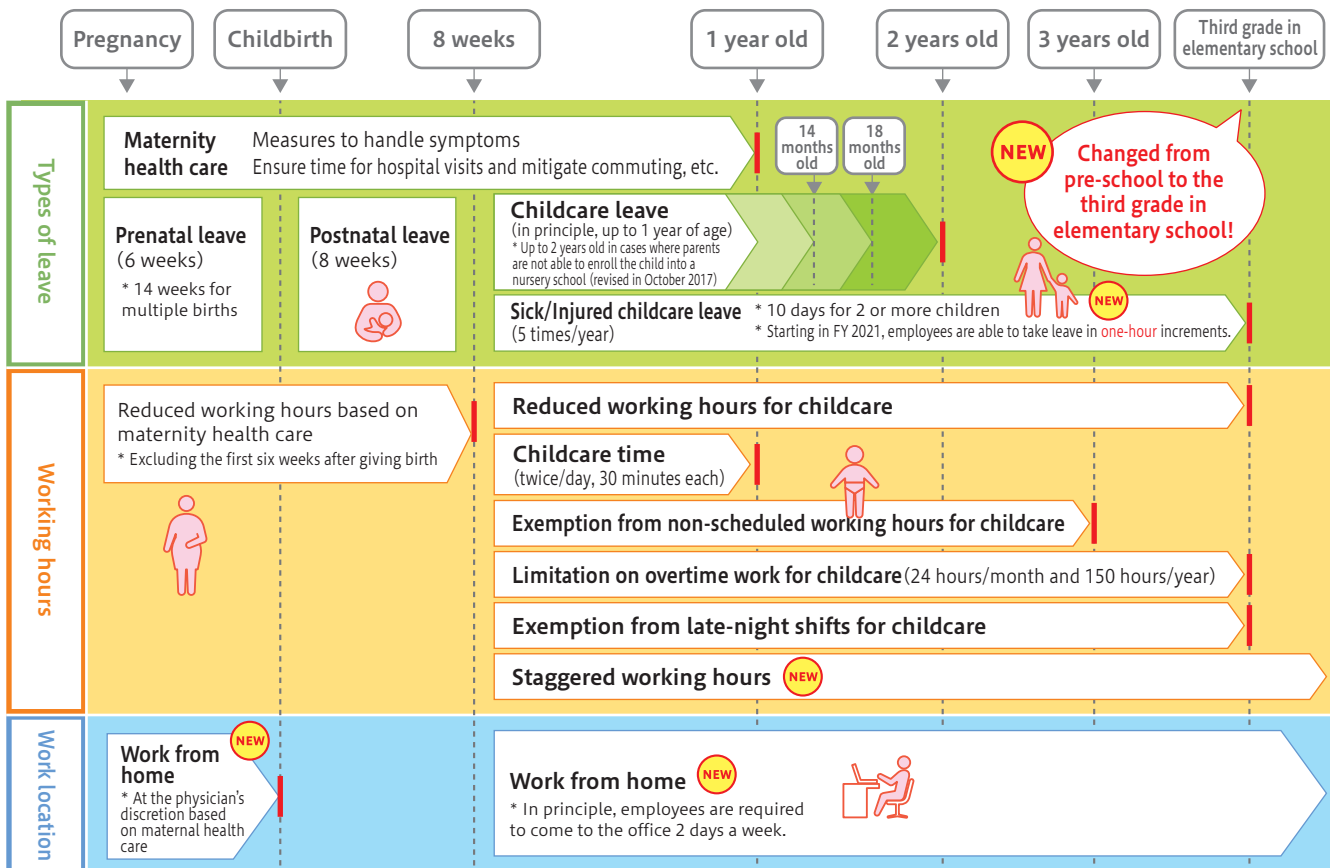 Pregnancy
Childbirth
8 weeks
1 year old
2 years old
3 years old
Third grade in
elementary school
Types of leave
Maternity
health care
Measures to handle symptoms
Ensure time for hospital visits and mitigate commuting, etc.
14
months
old
18
months
old
NEW
Changed from
pre-school to the
third grade in
elementary school!
Prenatal leave
(6 weeks)
* 14 weeks for
multiple births
Postnatal leave
(8 weeks)
Childcare leave
(in principle, up to 1 year of age)
* Up to 2 years old in cases where parents
are not able to enroll the child into a
nursery school (revised in October 2017)
Sick/Injured childcare leave
(5 times/year)
* 10 days for 2 or more children
NEW
* Starting in FY 2021, employees are able to take leave in one-hour increments.
Working hours
Reduced working hours based on
maternity health care
* Excluding the first six weeks after giving birth
Reduced working hours for childcare
Childcare time
(twice/day, 30 minutes each)
Exemption from non-scheduled working hours for childcare
Limitation on overtime work for childcare (24 hours/month and 150 hours/year)
Exemption from late-night shifts for childcare
Staggered working hours NEW
Work location
NEW
Work from
home
* At the physician's
discretion based
on maternal health
care
Work from home NEW
* In principle, employees are required
to come to the office 2 days a week.